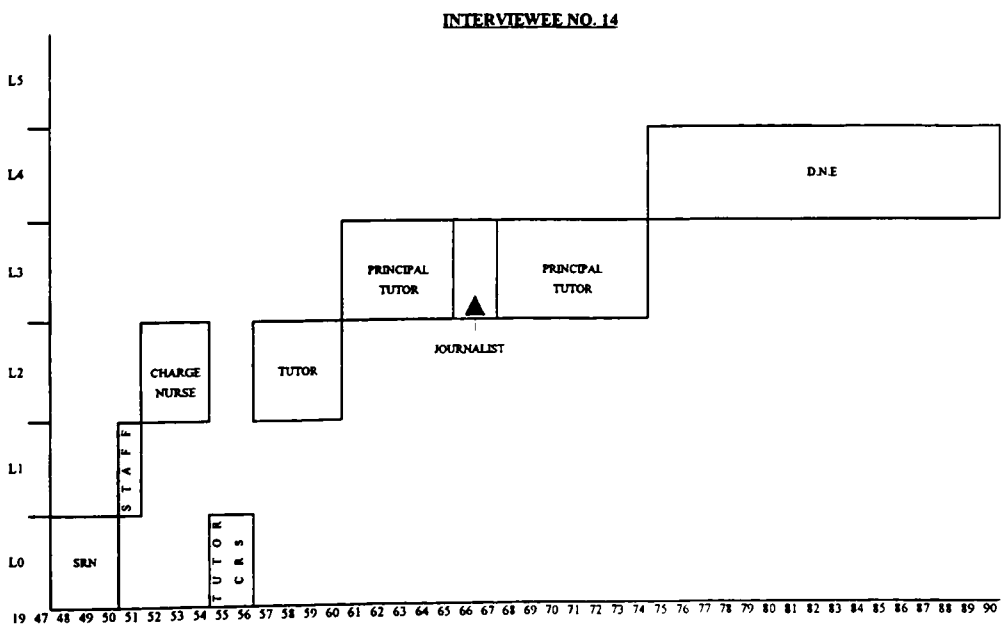 INTERVIEWEE NO. 14
L5
L4
D.N.E
L3
PRINCIPAL
TUTOR
PRINCIPAL
TUTOR
JOURNALIST
L2
CHARGE
NURSE
TUTOR
L1
STAFF
L0
SRN
TUTOR
CRS
19 47 48 49 50 51 52 53 54 55 56 57 58 59 60 61 62 63 64 65 66 67 68 69 70 71 72 73 74 75 76 77 78 79 80 81 82 83 84 85 86 87 88 89 90